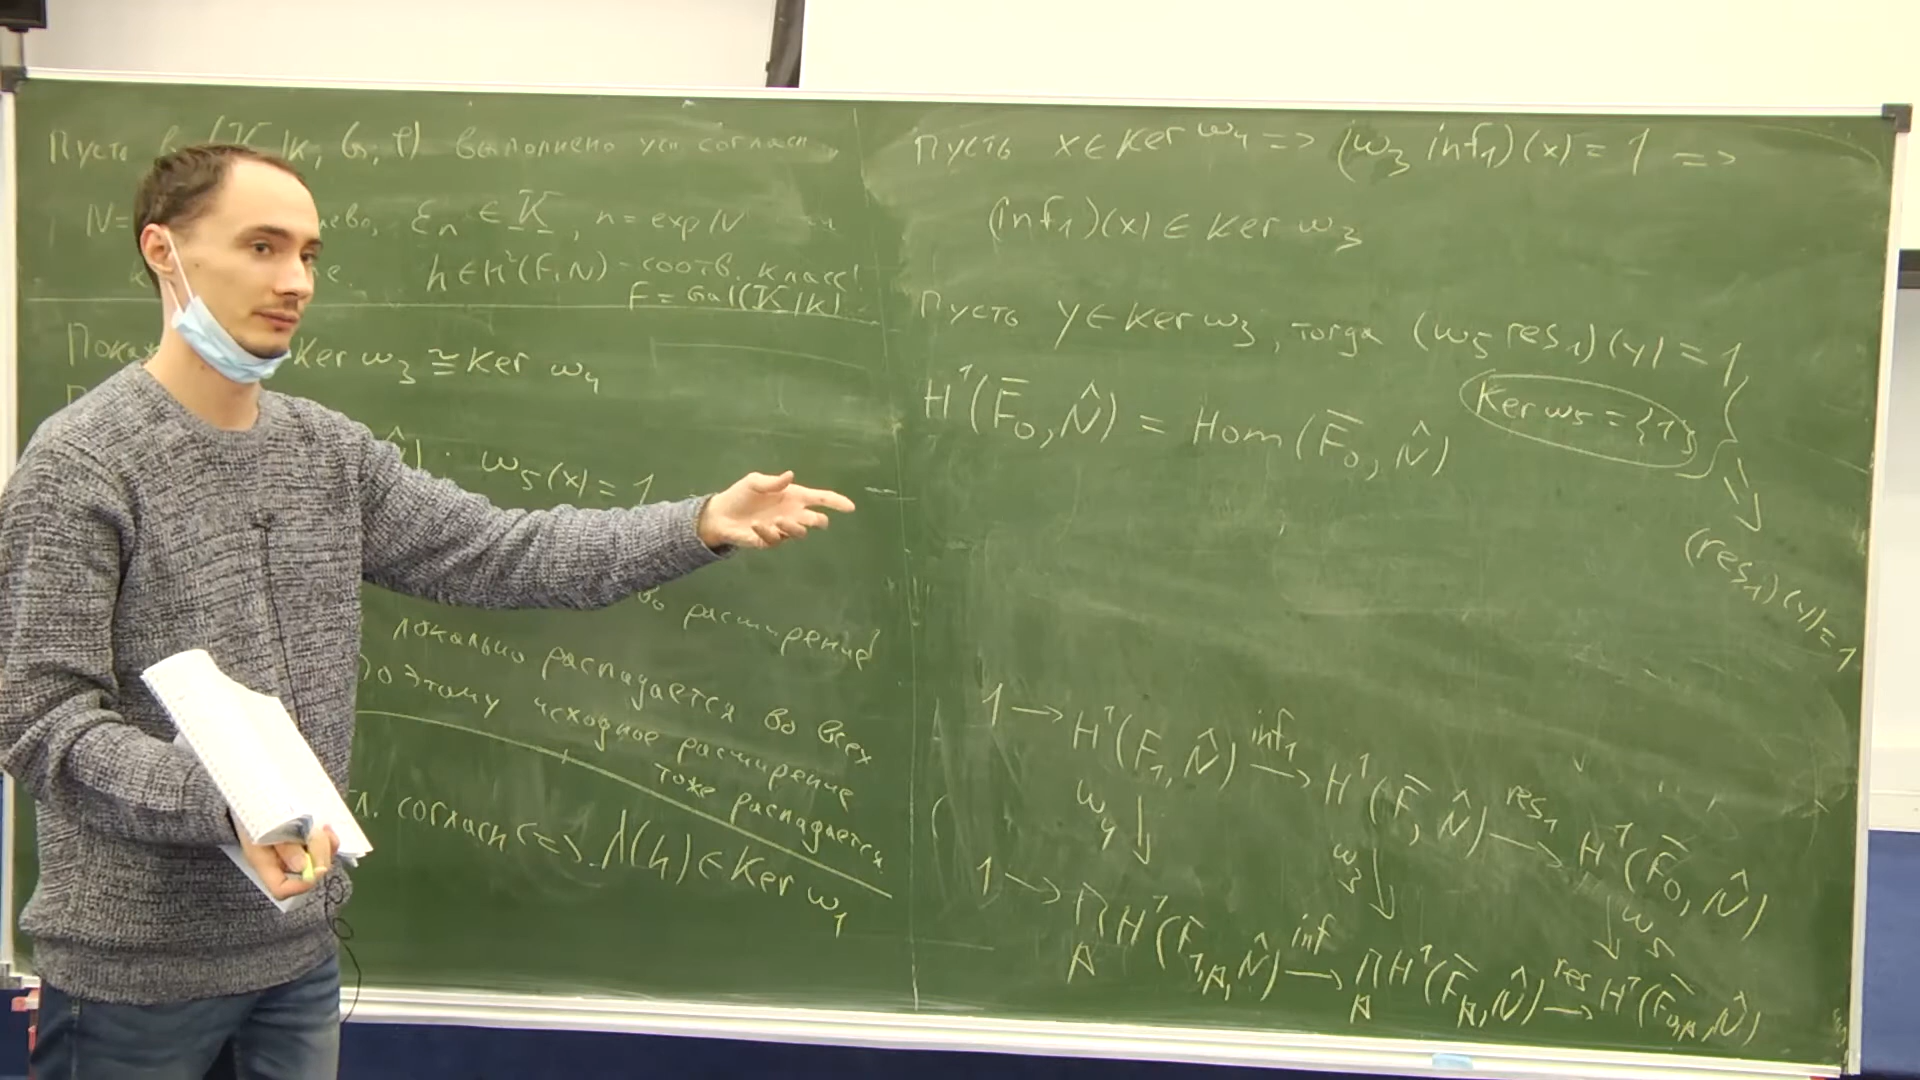 Пусть (K/k, G, φ) выполнено усл соглас
N= ε_n ∈ K, n = exp N
h ∈ H²(F, N) - соотв. класс!
F = Gal(K/k)
Ker ω₃ ≅ Ker ω₄
ω₅(x) = 1
расширение
локально распадается во всех
поэтому исходное расширение
тоже распадается.
согласн <=> λ(h) ∈ Ker ω₁
Пусть x ∈ Ker ω₄ => (ω₃ inf₁)(x) = 1 =>
(inf₁)(x) ∈ Ker ω₃
Пусть y ∈ Ker ω₃, тогда (ω₅ res₁)(y) = 1
H¹(F̄₀, N̂) = Hom(F̄₀, N̂)
Ker ω₅ = {1}
(res₁)(y) = 1
1 → H¹(F₁, N̂) inf₁ → H¹(F̄, N̂) res₁ → H¹(F̄₀, N̂)
ω₄ ↓ ω₃ ↓ ω₅ ↓
1 → ∏ H¹(F₁,ₚ, N̂) inf → ∏ H¹(F̄ₚ, N̂) res → H¹(F̄₀,ₚ, N̂)